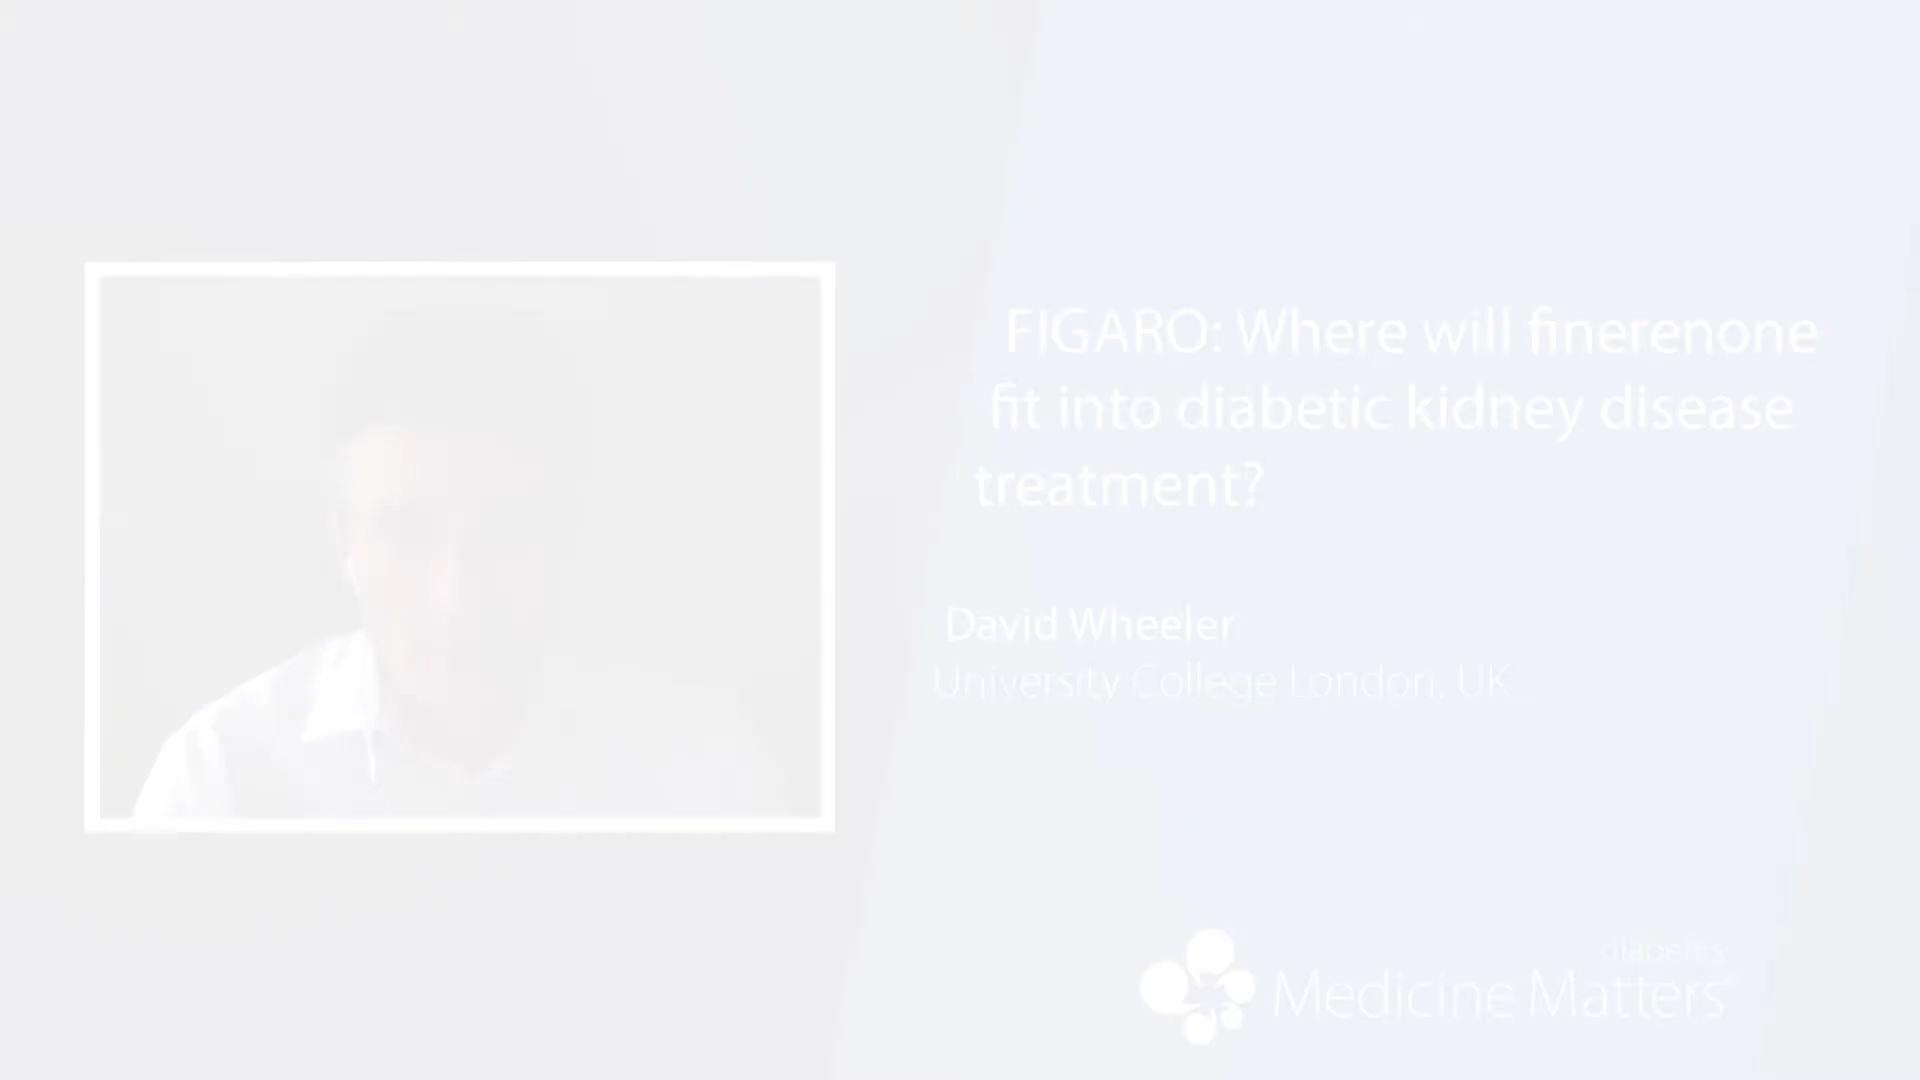 FIGARO: Where will finerenone
fit into diabetic kidney disease
treatment?
David Wheeler
University College London, UK
diabetes
Medicine Matters